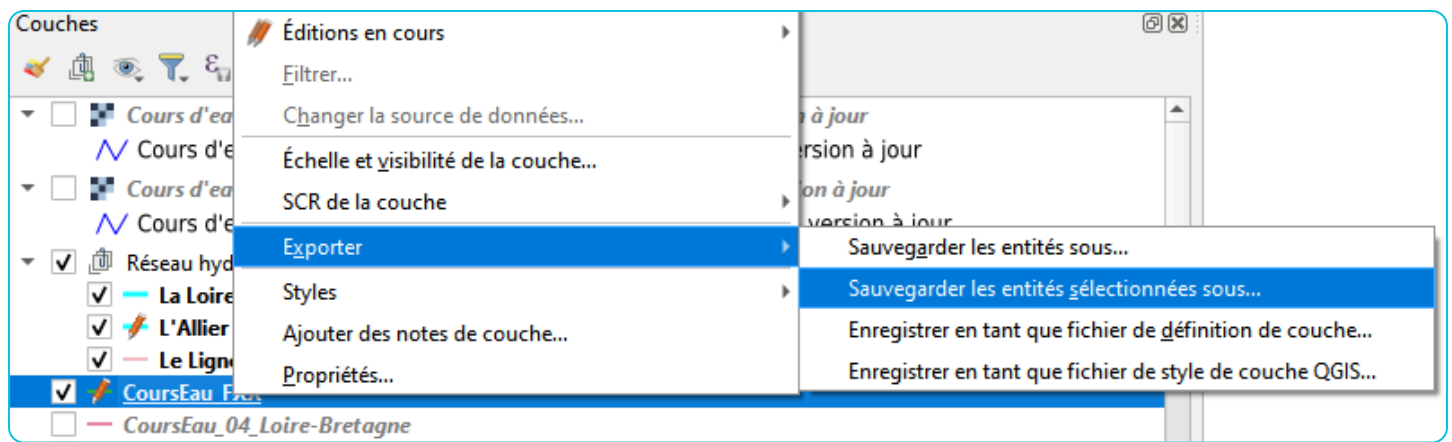 Couches
Éditions en cours
Filtrer...
Changer la source de données...
Cours d'ea
n à jour
Cours d'e
rsion à jour
Échelle et visibilité de la couche...
Cours d'ea
on à jour
SCR de la couche
Cours d'e
version à jour
Exporter
Sauvegarder les entités sous...
Réseau hyd
Sauvegarder les entités sélectionnées sous...
Styles
La Loire
Enregistrer en tant que fichier de définition de couche...
L'Allier
Ajouter des notes de couche...
Le Ligne
Enregistrer en tant que fichier de style de couche QGIS...
Propriétés...
CoursEau_FXX
CoursEau_04_Loire-Bretagne